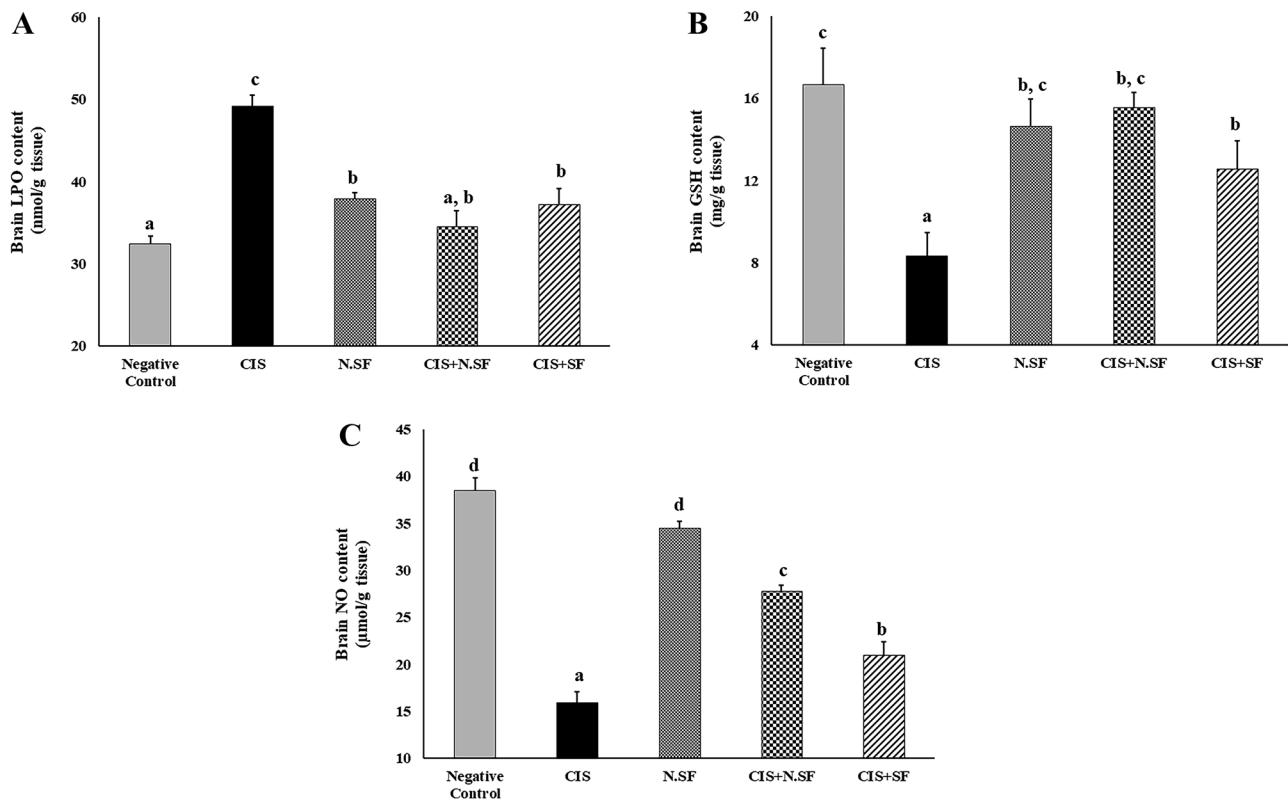 A
Brain LPO content
(nmol/g tissue)
60
50
40
30
20
a
c
b
a, b
b
Negative
Control
CIS
N.SF
CIS+N.SF
CIS+SF
B
Brain GSH content
(mg/g tissue)
20
16
12
8
4
c
a
b, c
b, c
b
Negative
Control
CIS
N.SF
CIS+N.SF
CIS+SF
C
Brain NO content
(µmol/g tissue)
45
40
35
30
25
20
15
10
d
a
d
c
b
Negative
Control
CIS
N.SF
CIS+N.SF
CIS+SF